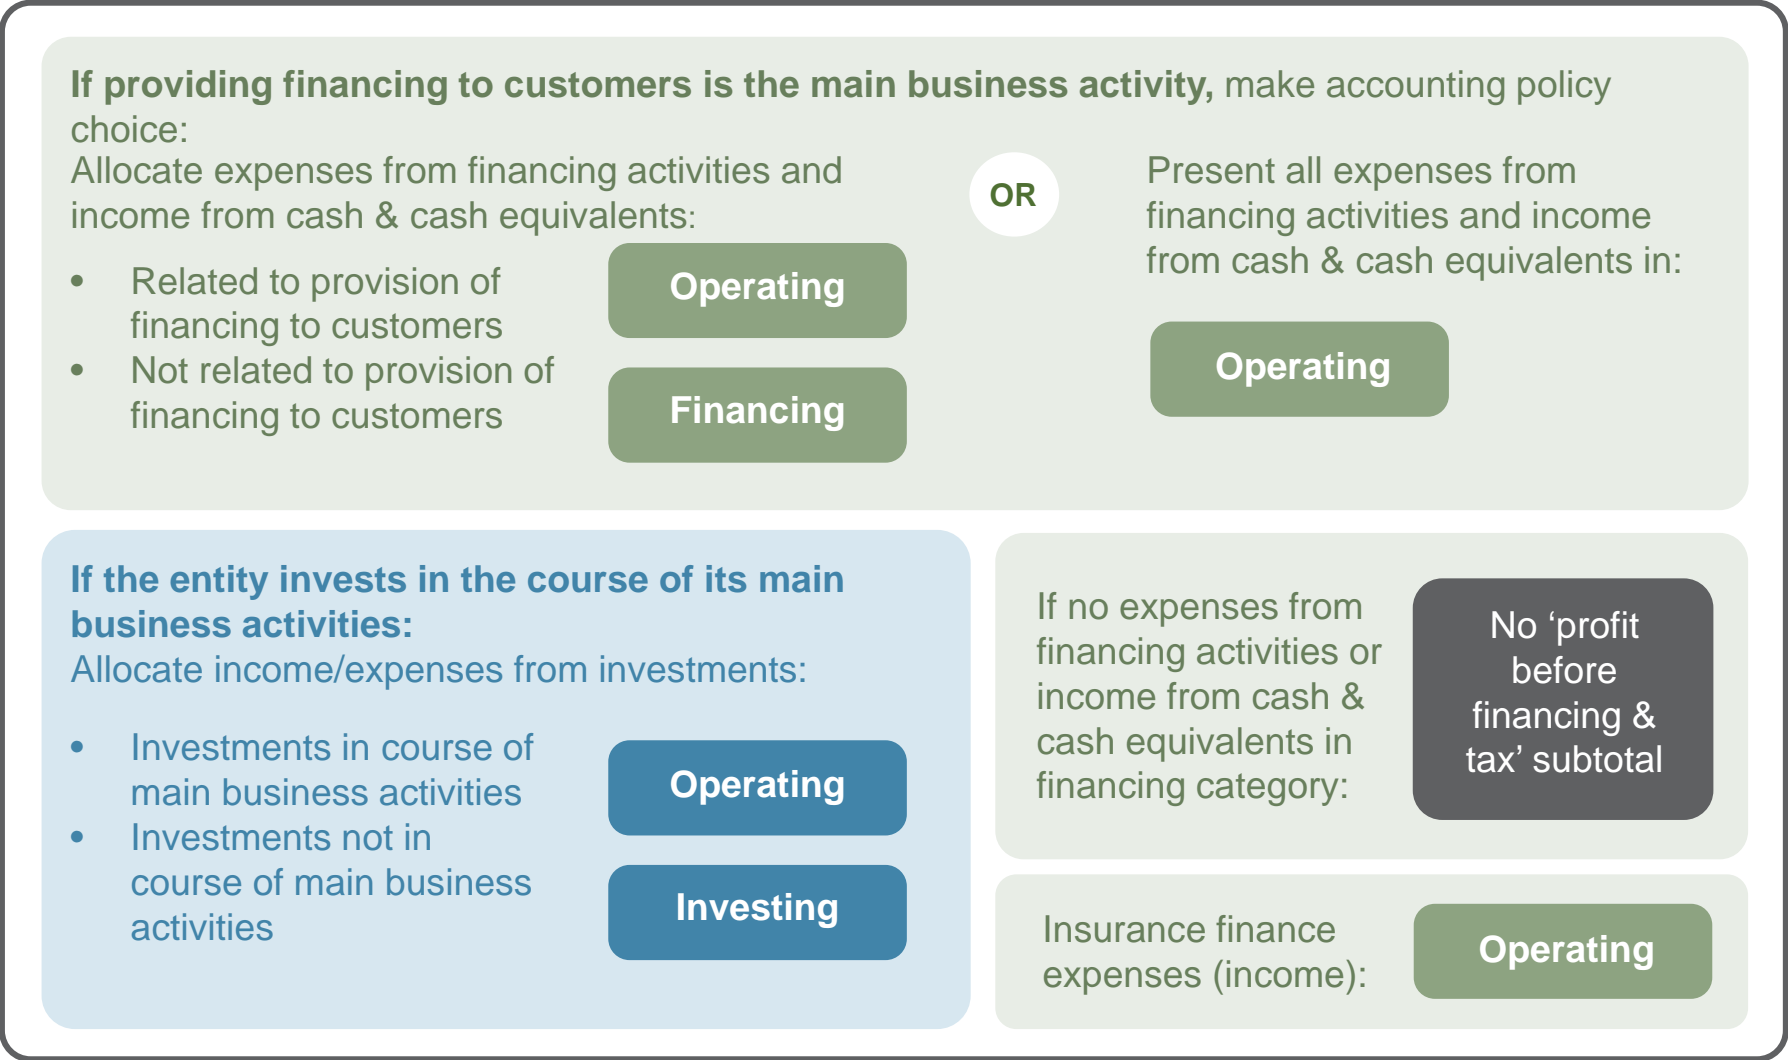 If providing financing to customers is the main business activity, make accounting policy
choice:
Allocate expenses from financing activities and
income from cash & cash equivalents:
• Related to provision of
financing to customers
Operating
• Not related to provision of
financing to customers
Financing
OR
Present all expenses from
financing activities and income
from cash & cash equivalents in:
Operating
If the entity invests in the course of its main
business activities:
Allocate income/expenses from investments:
• Investments in course of
main business activities
Operating
• Investments not in
course of main business
activities
Investing
If no expenses from
financing activities or
income from cash &
cash equivalents in
financing category:
No ‘profit
before
financing &
tax’ subtotal
Insurance finance
expenses (income):
Operating